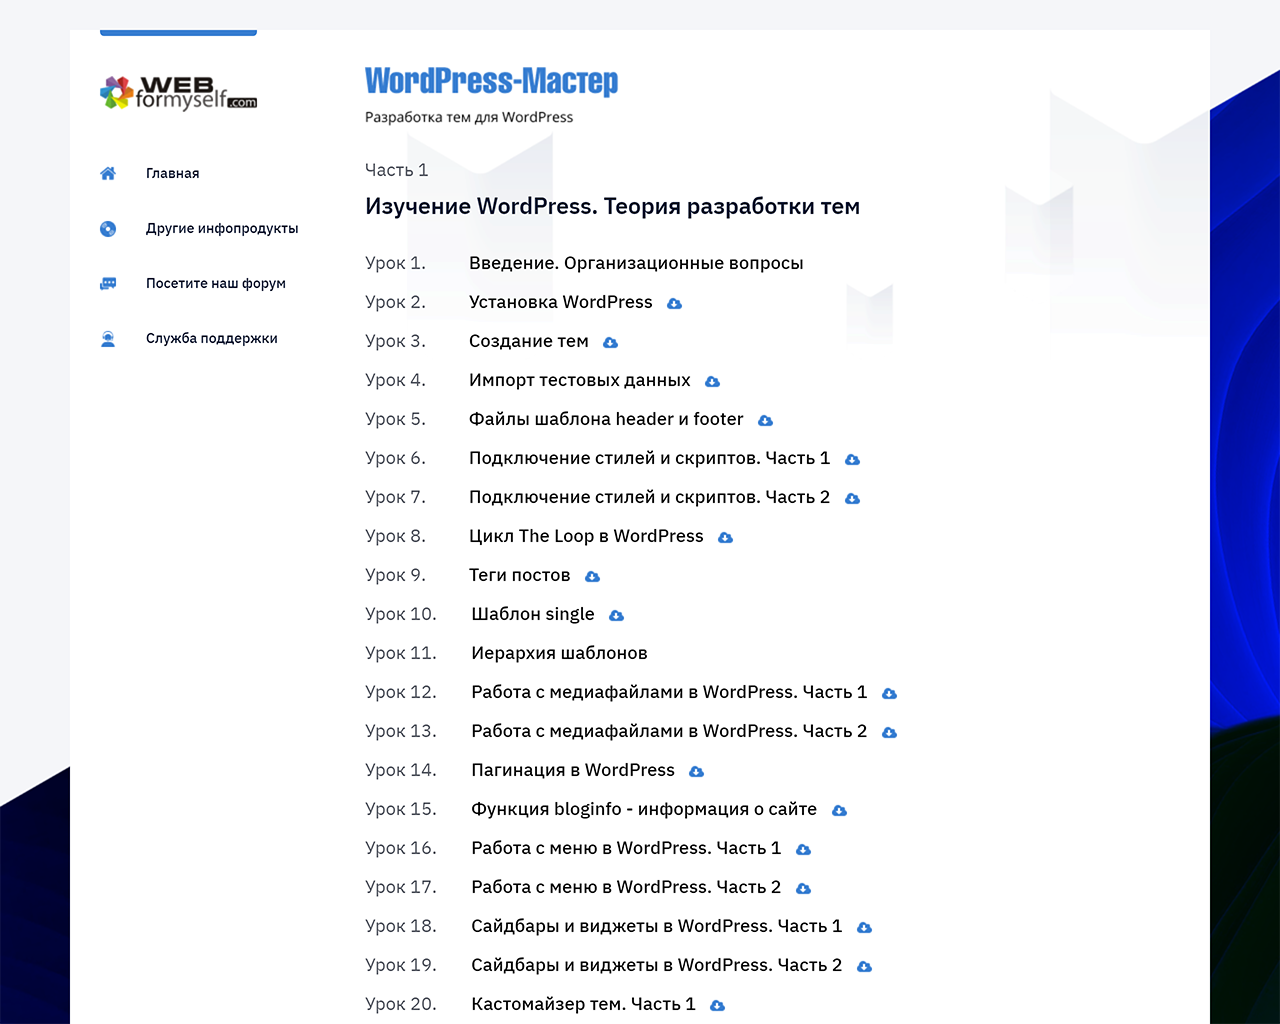 WEB
formyself.com
Главная
Другие инфопродукты
Посетите наш форум
Служба поддержки
WordPress-Мастер
Разработка тем для WordPress
Часть 1
Изучение WordPress. Теория разработки тем
Урок 1. Введение. Организационные вопросы
Урок 2. Установка WordPress
Урок 3. Создание тем
Урок 4. Импорт тестовых данных
Урок 5. Файлы шаблона header и footer
Урок 6. Подключение стилей и скриптов. Часть 1
Урок 7. Подключение стилей и скриптов. Часть 2
Урок 8. Цикл The Loop в WordPress
Урок 9. Теги постов
Урок 10. Шаблон single
Урок 11. Иерархия шаблонов
Урок 12. Работа с медиафайлами в WordPress. Часть 1
Урок 13. Работа с медиафайлами в WordPress. Часть 2
Урок 14. Пагинация в WordPress
Урок 15. Функция bloginfo - информация о сайте
Урок 16. Работа с меню в WordPress. Часть 1
Урок 17. Работа с меню в WordPress. Часть 2
Урок 18. Сайдбары и виджеты в WordPress. Часть 1
Урок 19. Сайдбары и виджеты в WordPress. Часть 2
Урок 20. Кастомайзер тем. Часть 1